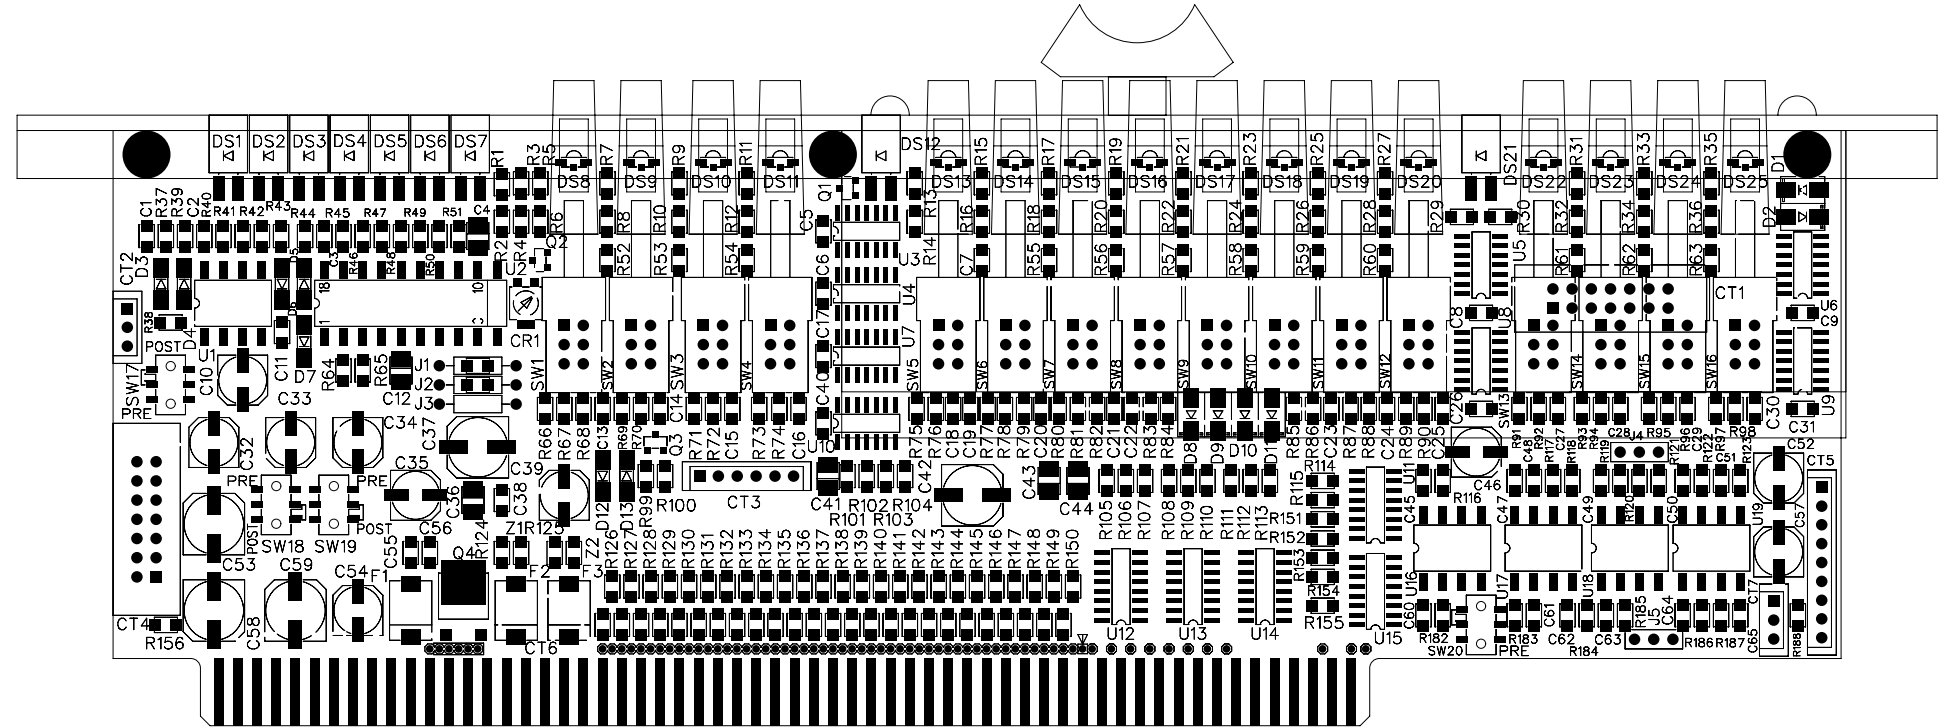 DS1 DS2 DS3 DS4 DS5 DS6 DS7
R1 R3 R5 R7 R9 R11
DS12
R15 R17 R19 R21 R23 R25 R27
DS21
R31 R33 R35
D1
DS8 DS9 DS10 DS11
Q1
R13
DS13 DS14 DS15 DS16 DS17 DS18 DS19 DS20
DS22 DS23 DS24 DS25
C1 R37 R39 C2 R40 R41 R42 R43 R44 R45 R47 R49 R51 C4
R2 R4 R6 R8 R10 R12
C5
R14 R16 R18 R20 R22 R24 R26 R28 R29
R30 R32 R34 R36
D2
CT2 D3 D5 C3 R46 R48 R50 U2 Q2
R52 R53 R54
C6 U3
C7 R55 R56 R57 R58 R59 R60
U5 R61 R62 R63
18 10
1
D6
R38 D4
U4
CT1
C17 U7
C8 U8
U6
C9
CR1
POST
SW17
PRE
C10 U1
C11 D7
R64 R65 C12
J1
J2
J3
SW1 SW2 SW3 SW4
C40
SW5 SW6 SW7 SW8 SW9 SW10 SW11 SW12
SW13 SW14 SW15 SW16
C33
C34
C37
C32
R66 R67 R68 C13 R69 R70 C14 Q3 R71 R72 C15 R73 R74 C16 U10
R75 R76 C18 C19 R77 R78 R79 C20 R80 R81 R82 C21 C22 R83 R84 D8 D9 D10 D11 R85 R86 C23 R87 R88 C24 R89 R90 C25
C26
R91 R92 C27 R93 R94 C28 R95 R96 C29 R97 R98
C30 C31
U9
C48 R117 R118 R119 J4 R121 R122 C51 R123
C52
CT5
PRE
PRE
C35
C36
C39
C38
D12 D13 R99 R100
CT3
C41
R101 R102 R103 R104
C42
C43
C44
R105 R106 R107 R108 R109 R110 R111 R112 R113
R114
R115
R151
R152
R153
R154
R155
U11
C45
C46
R116
C47
C49 R120 C50
U19 C57
C53
POST
SW18
SW19
POST
C56
C55
R124
Z1 R125
Z2
C59
C54 F1
Q4
F2 F3
R126 R127 R128 R129 R130 R131 R132 R133 R134 R135 R136 R137 R138 R139 R140 R141 R142 R143 R144 R145 R146 R147 R148 R149 R150
U16 U17 U18
CT7
CT4
R156
C58
CT6
U12 U13 U14 U15
C60
R182
SW20
PRE
R183
C61
C62
R184
C63
R185
J5
C64
R186 R187
C65
R188